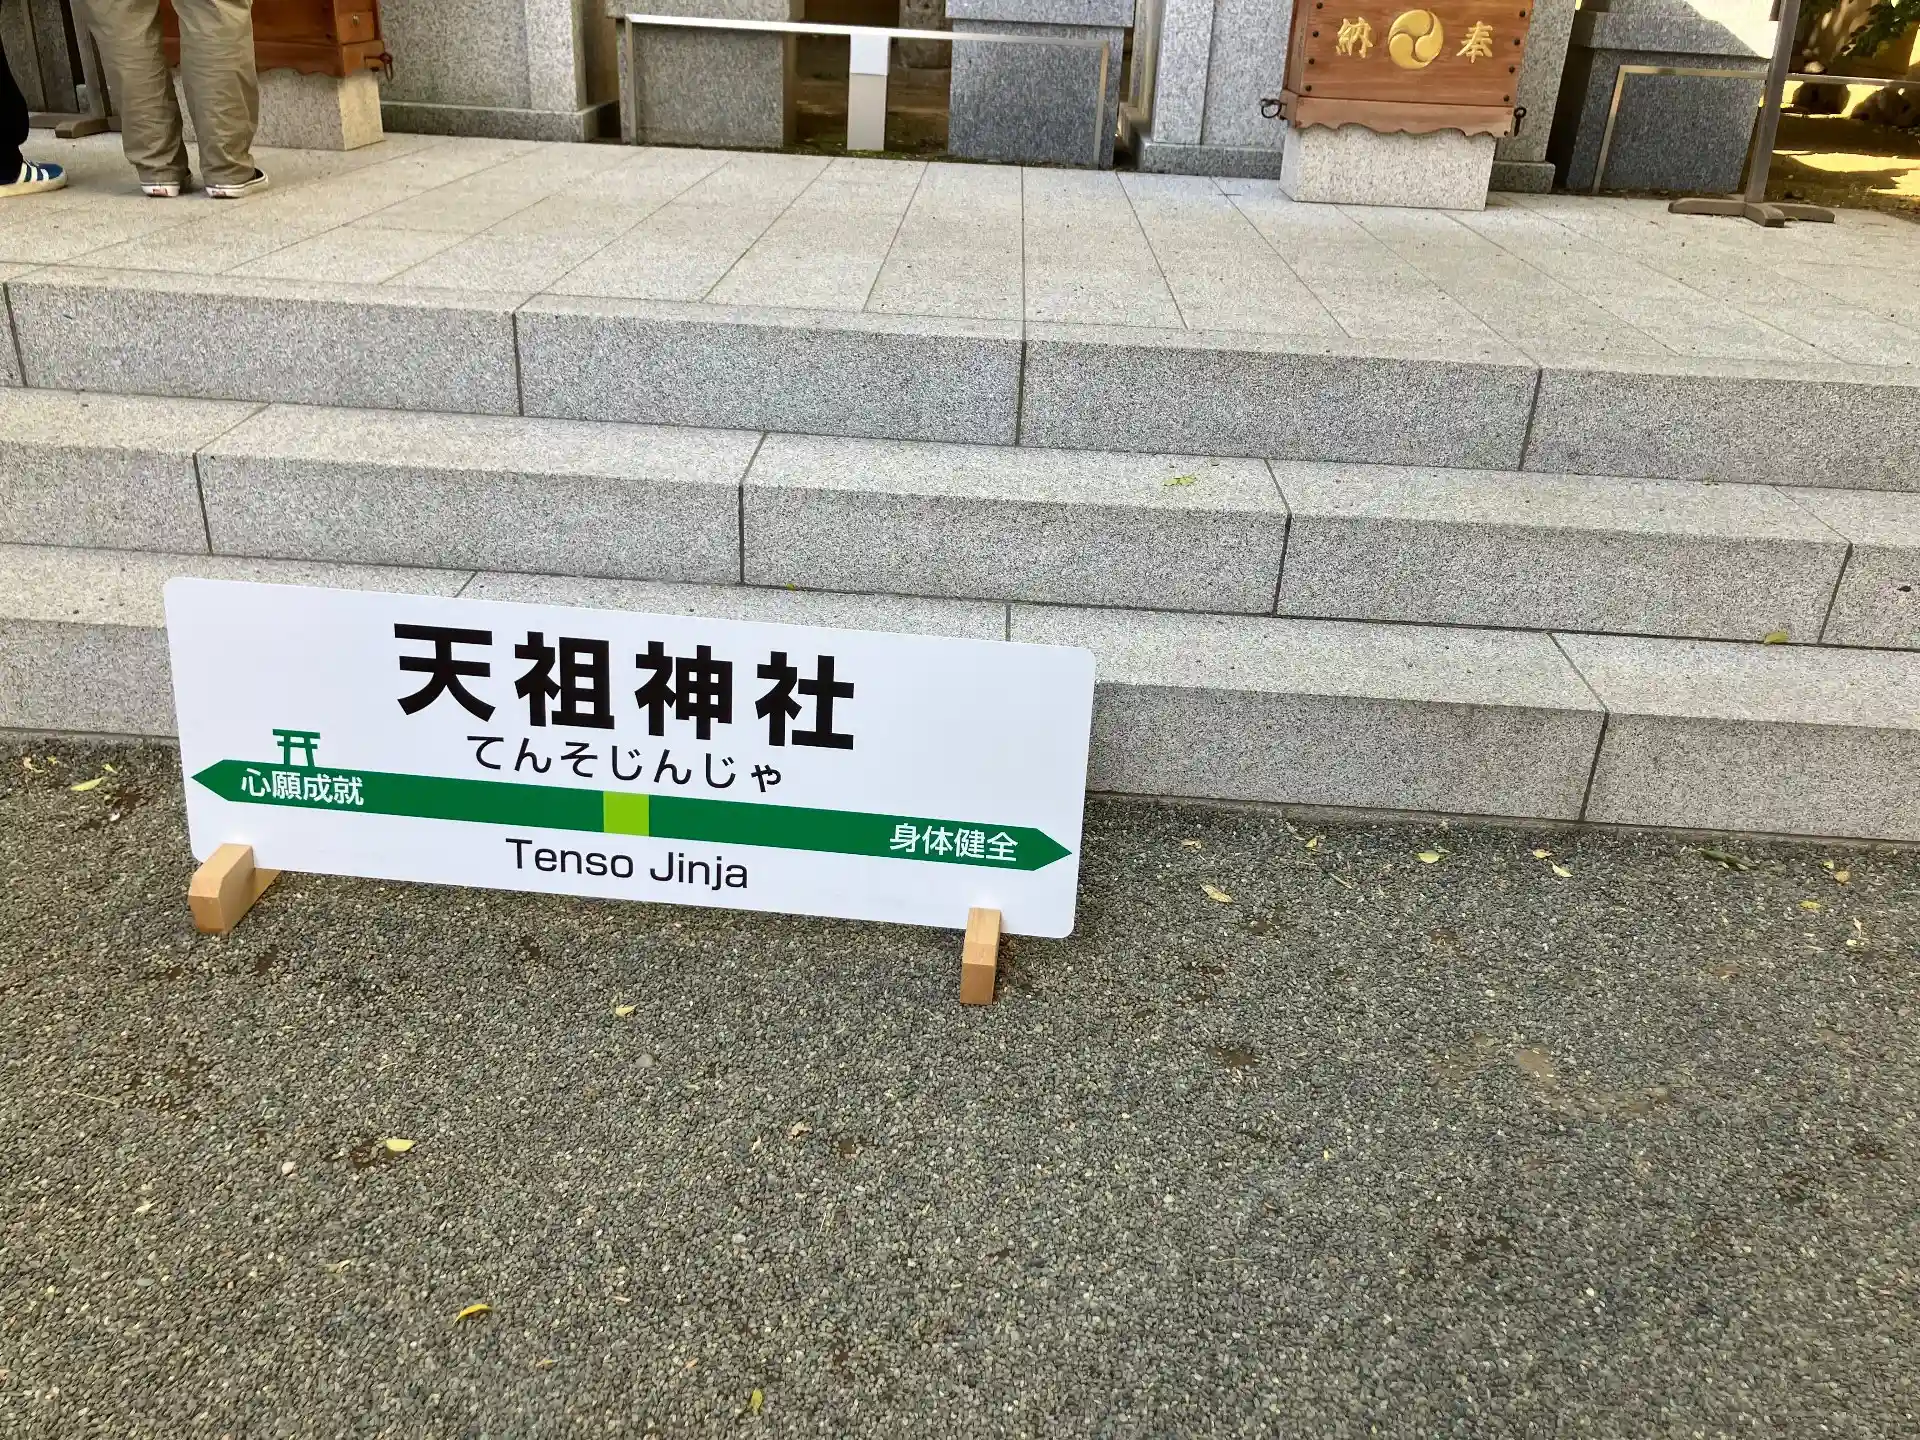 納 奉
天祖神社
てんそじんじゃ
心願成就
身体健全
Tenso Jinja